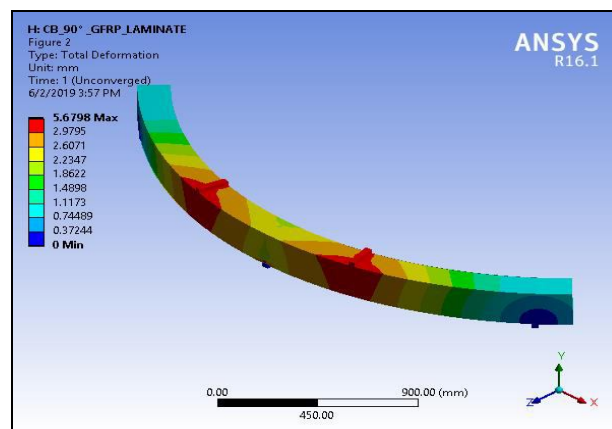 H: CB_90° _GFRP_LAMINATE
Figure 2
Type: Total Deformation
Unit: mm
Time: 1 (Unconverged)
6/2/2019 3:57 PM
ANSYS
R16.1
5.6798 Max
2.9795
2.6071
2.2347
1.8622
1.4898
1.1173
0.74489
0.37244
0 Min
0.00 900.00 (mm)
450.00
Y
Z X